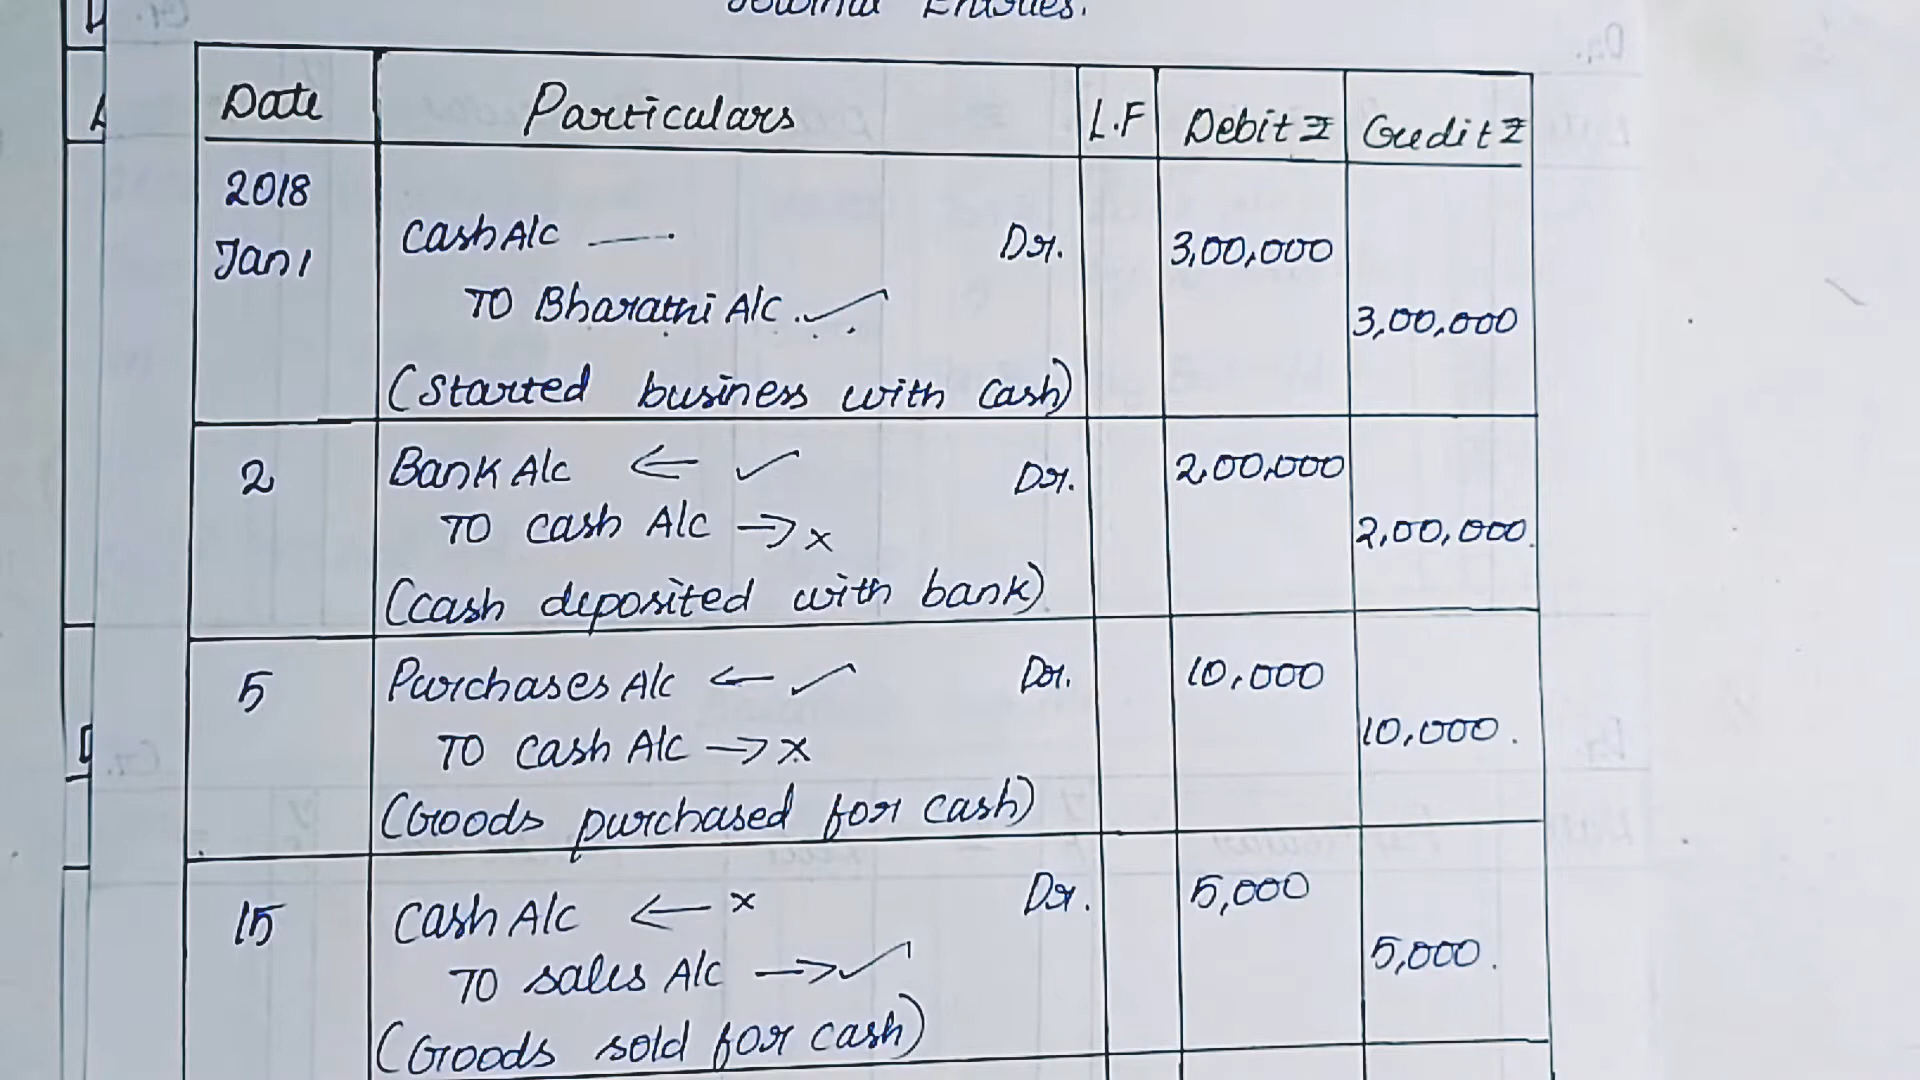 Journal Entries.
Date Particulars L.F Debit ₹ Credit ₹
2018
Jan 1 Cash A/c Dr. 3,00,000
TO Bharathi A/c 3,00,000
(Started business with cash)
2 Bank A/c Dr. 2,00,000
TO cash A/c 2,00,000.
(cash deposited with bank)
5 Purchases A/c Dr. 10,000
TO cash A/c 10,000.
(Goods purchased for cash)
15 Cash A/c Dr. 5,000
TO sales A/c 5,000.
(Goods sold for cash)